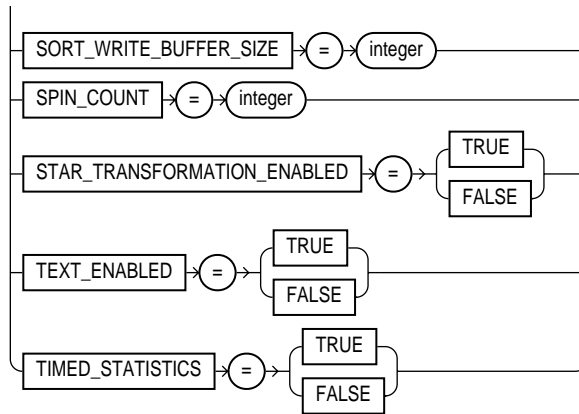 SORT_WRITE_BUFFER_SIZE = integer
SPIN_COUNT = integer
STAR_TRANSFORMATION_ENABLED = TRUE
FALSE
TEXT_ENABLED = TRUE
FALSE
TIMED_STATISTICS = TRUE
FALSE